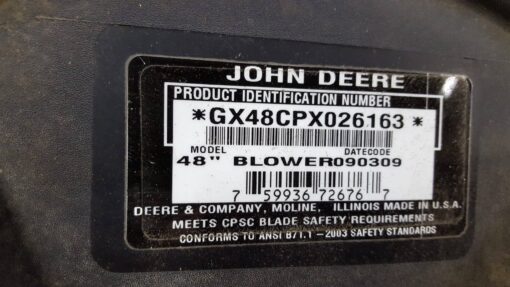 JOHN DEERE
PRODUCT IDENTIFICATION NUMBER
*GX48CPX026163*
MODEL DATECODE
48" BLOWER090309
7 59936 72676 7
DEERE & COMPANY, MOLINE, ILLINOIS MADE IN U.S.A.
MEETS CPSC BLADE SAFETY REQUIREMENTS
CONFORMS TO ANSI B71.1 - 2003 SAFETY STANDARDS